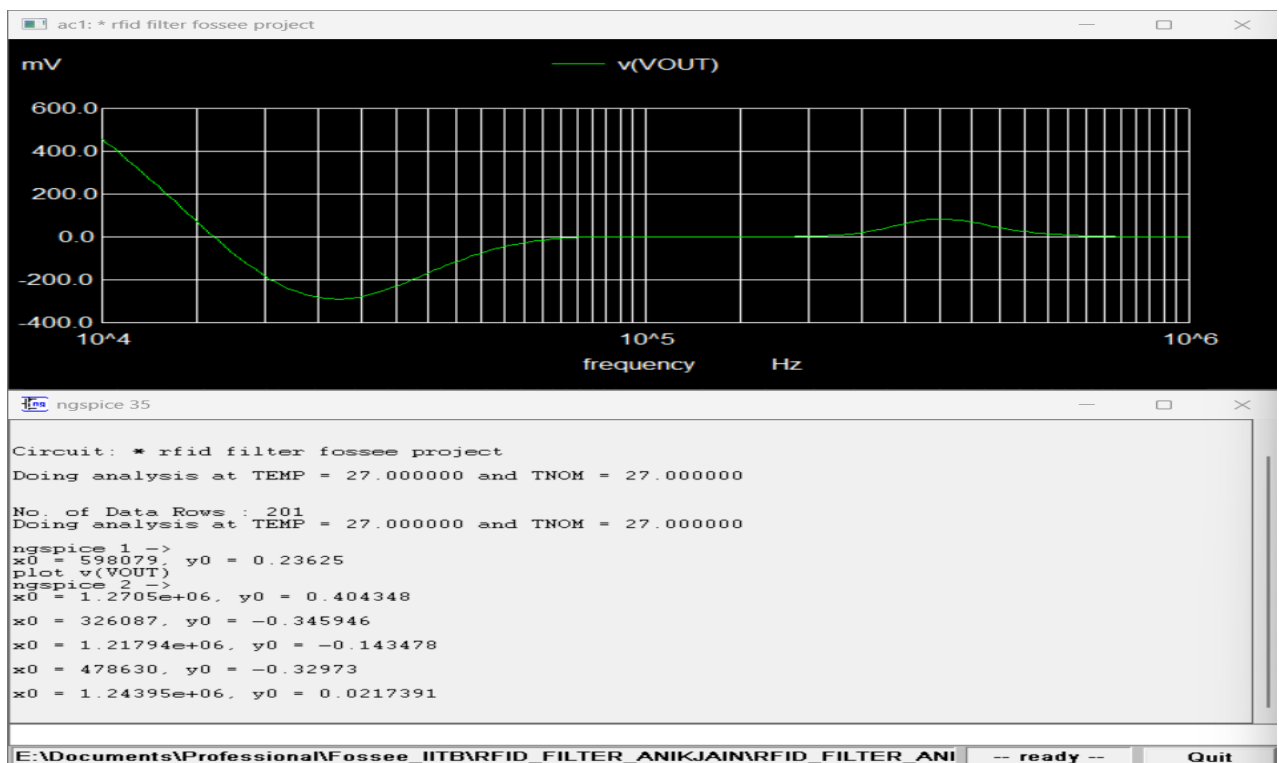 ac1: * rfid filter fossee project
mV
v(VOUT)
600.0
400.0
200.0
0.0
-200.0
-400.0
10^4
10^5
10^6
frequency Hz
ngspice 35
Circuit: * rfid filter fossee project
Doing analysis at TEMP = 27.000000 and TNOM = 27.000000
No. of Data Rows : 201
Doing analysis at TEMP = 27.000000 and TNOM = 27.000000
ngspice 1 ->
x0 = 598079, y0 = 0.23625
plot v(VOUT)
ngspice 2 ->
x0 = 1.2705e+06, y0 = 0.404348
x0 = 326087, y0 = -0.345946
x0 = 1.21794e+06, y0 = -0.143478
x0 = 478630, y0 = -0.32973
x0 = 1.24395e+06, y0 = 0.0217391
E:\Documents\Professional\Fossee_IITB\RFID_FILTER_ANIKJAIN\RFID_FILTER_ANI -- ready -- Quit